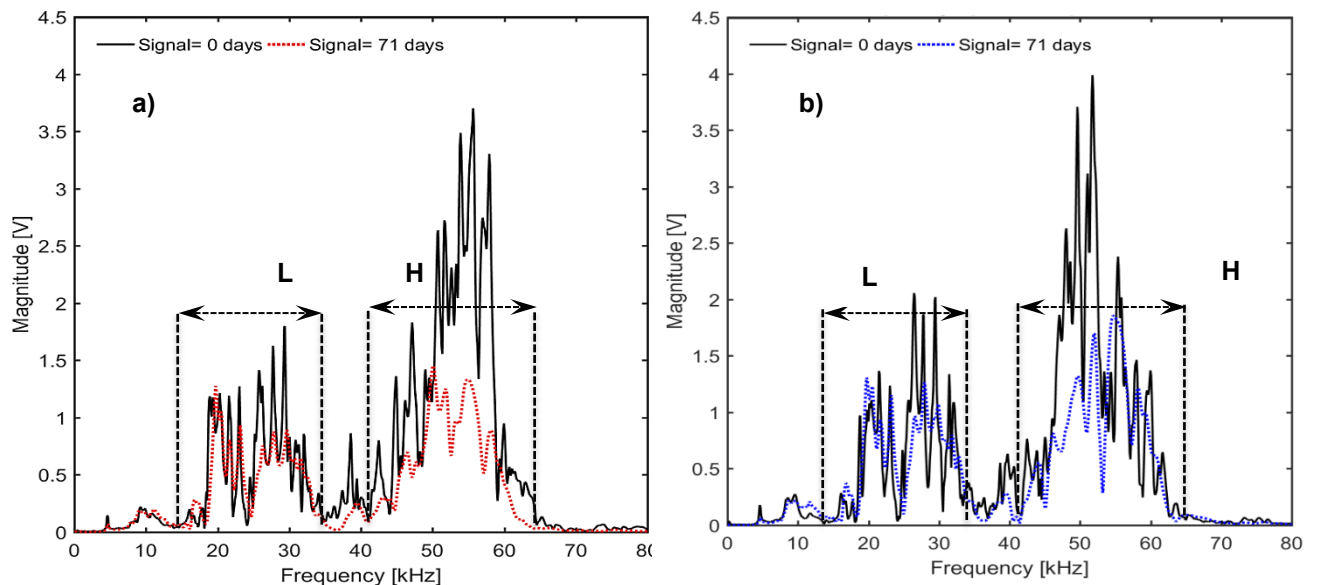 4.5
Signal= 0 days Signal= 71 days
4
a)
3.5
3
2.5
L H
2
1.5
1
0.5
0
0 10 20 30 40 50 60 70 80
Magnitude [V]
Frequency [kHz]
4.5
Signal= 0 days Signal= 71 days
4
b)
3.5
3
2.5
L H
2
1.5
1
0.5
0
0 10 20 30 40 50 60 70 80
Magnitude [V]
Frequency [kHz]